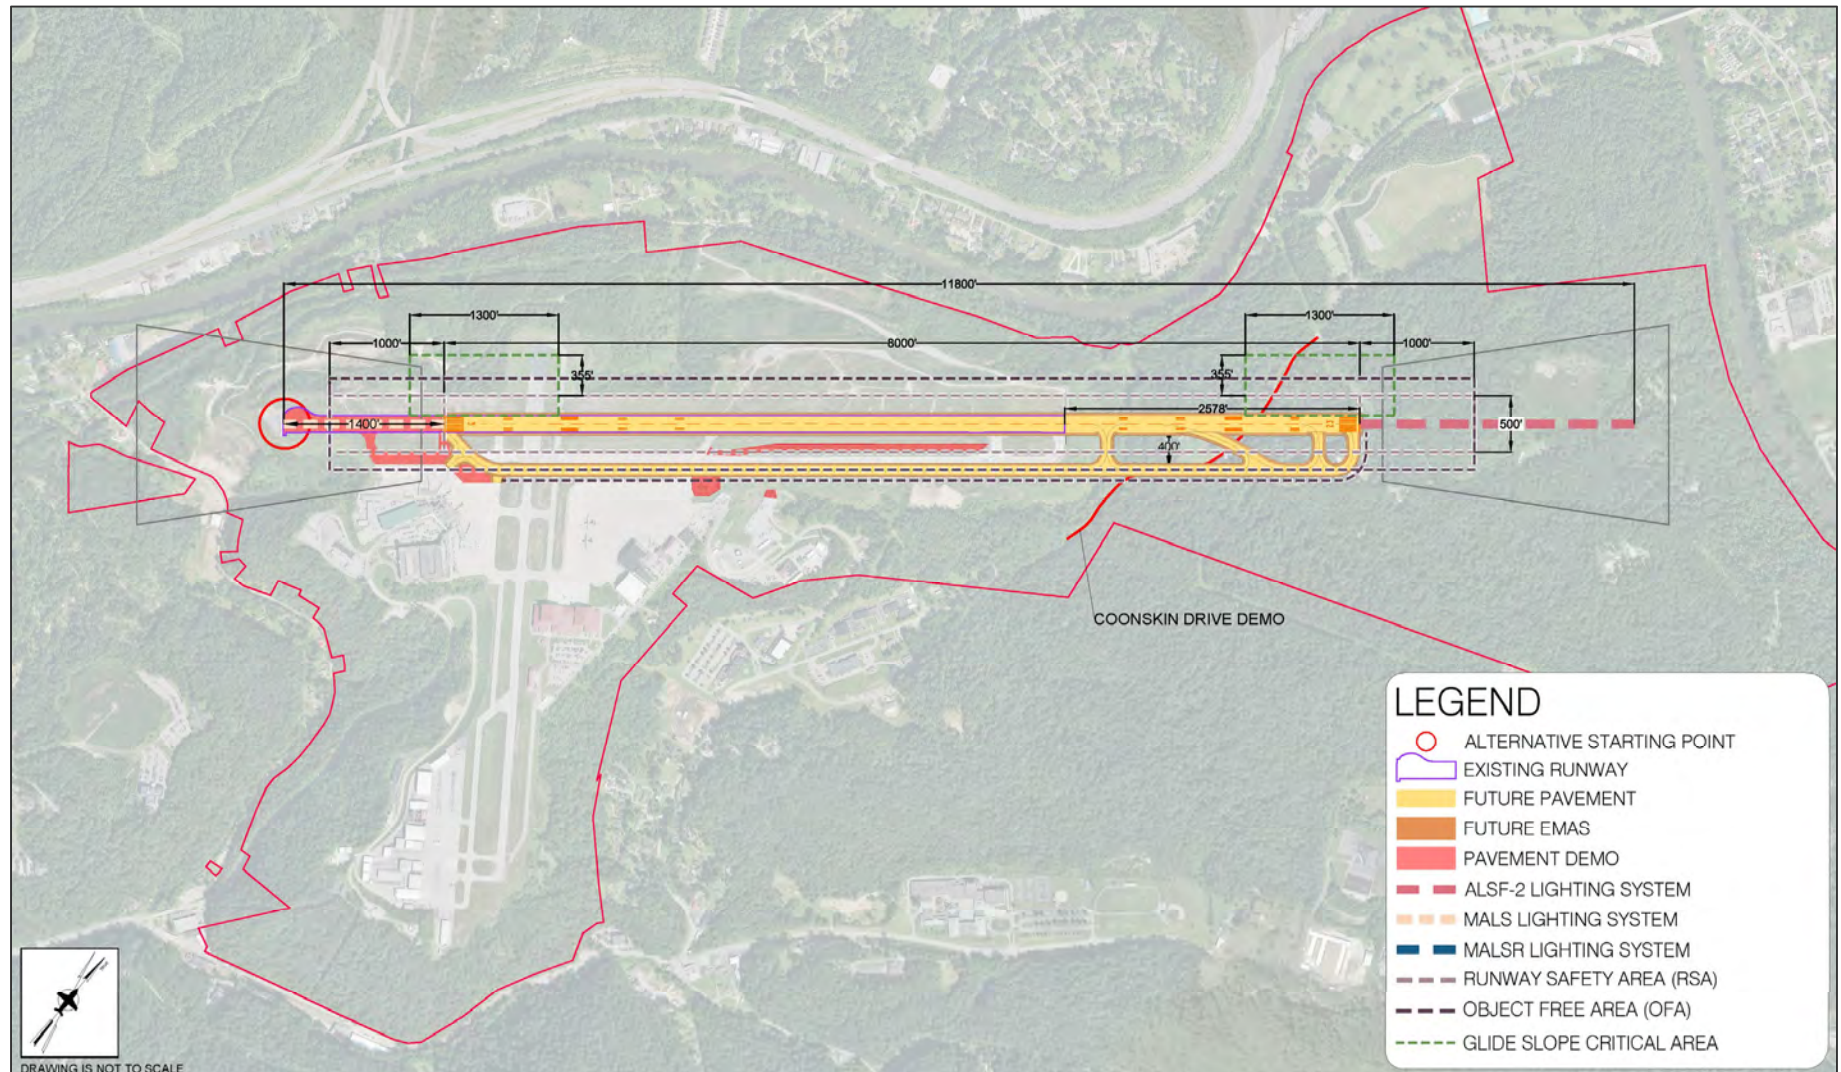 11800'
1300'
1300'
1000'
8000'
1000'
355'
355'
2578'
1400'
500'
400'
23
COONSKIN DRIVE DEMO
LEGEND
ALTERNATIVE STARTING POINT
EXISTING RUNWAY
FUTURE PAVEMENT
FUTURE EMAS
PAVEMENT DEMO
ALSF-2 LIGHTING SYSTEM
MALS LIGHTING SYSTEM
MALSR LIGHTING SYSTEM
RUNWAY SAFETY AREA (RSA)
OBJECT FREE AREA (OFA)
GLIDE SLOPE CRITICAL AREA
DRAWING IS NOT TO SCALE